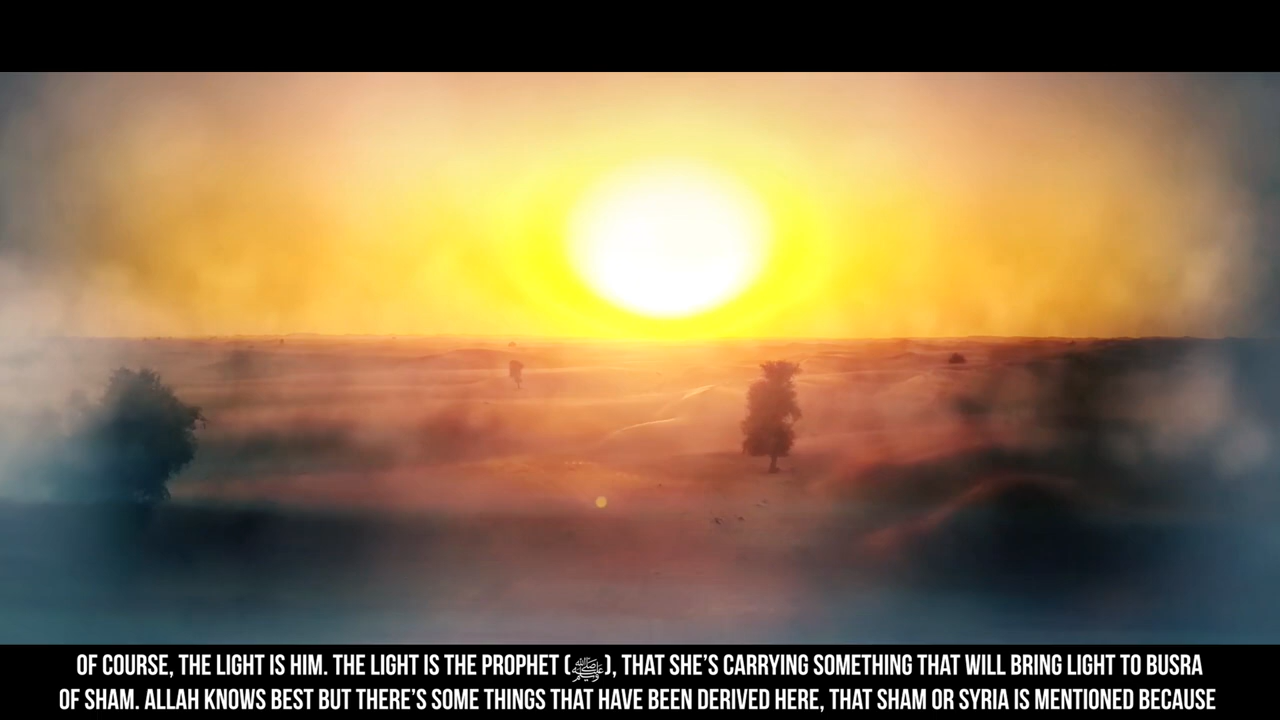 OF COURSE, THE LIGHT IS HIM. THE LIGHT IS THE PROPHET (ﷺ), THAT SHE'S CARRYING SOMETHING THAT WILL BRING LIGHT TO BUSRA
OF SHAM. ALLAH KNOWS BEST BUT THERE'S SOME THINGS THAT HAVE BEEN DERIVED HERE, THAT SHAM OR SYRIA IS MENTIONED BECAUSE